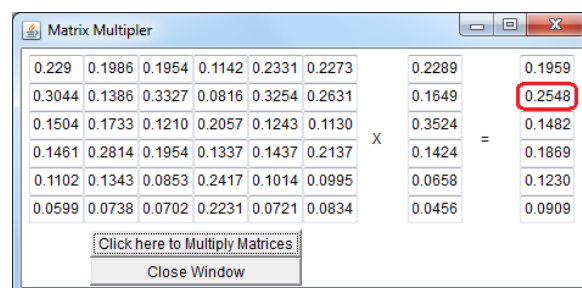 Matrix Multipler
0.229 0.1986 0.1954 0.1142 0.2331 0.2273 0.2289 0.1959
0.3044 0.1386 0.3327 0.0816 0.3254 0.2631 0.1649 0.2548
0.1504 0.1733 0.1210 0.2057 0.1243 0.1130 0.3524 0.1482
X =
0.1461 0.2814 0.1954 0.1337 0.1437 0.2137 0.1424 0.1869
0.1102 0.1343 0.0853 0.2417 0.1014 0.0995 0.0658 0.1230
0.0599 0.0738 0.0702 0.2231 0.0721 0.0834 0.0456 0.0909
Click here to Multiply Matrices
Close Window